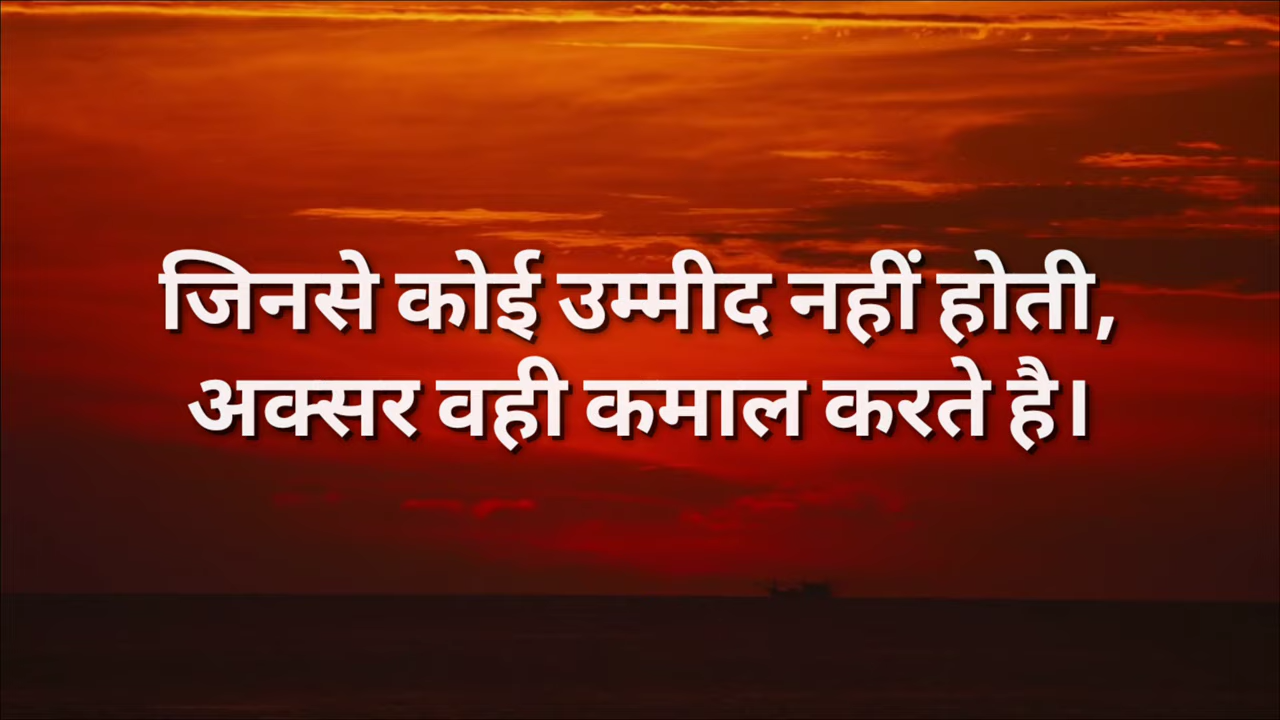 जिनसे कोई उम्मीद नहीं होती,
अक्सर वही कमाल करते है।